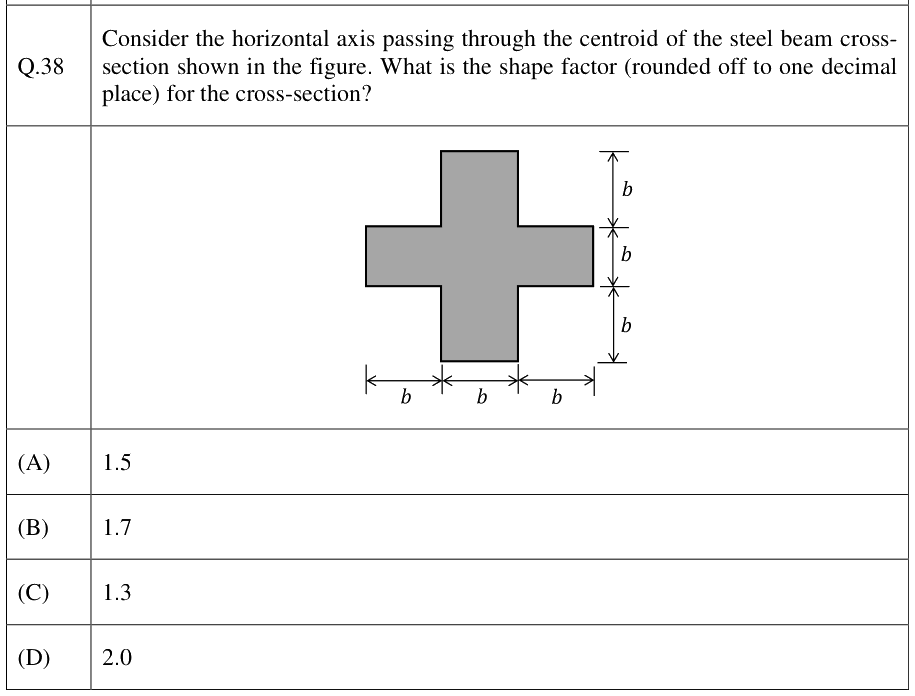 Q.38
Consider the horizontal axis passing through the centroid of the steel beam cross-
section shown in the figure. What is the shape factor (rounded off to one decimal
place) for the cross-section?
b
b
b
b b b
(A) 1.5
(B) 1.7
(C) 1.3
(D) 2.0